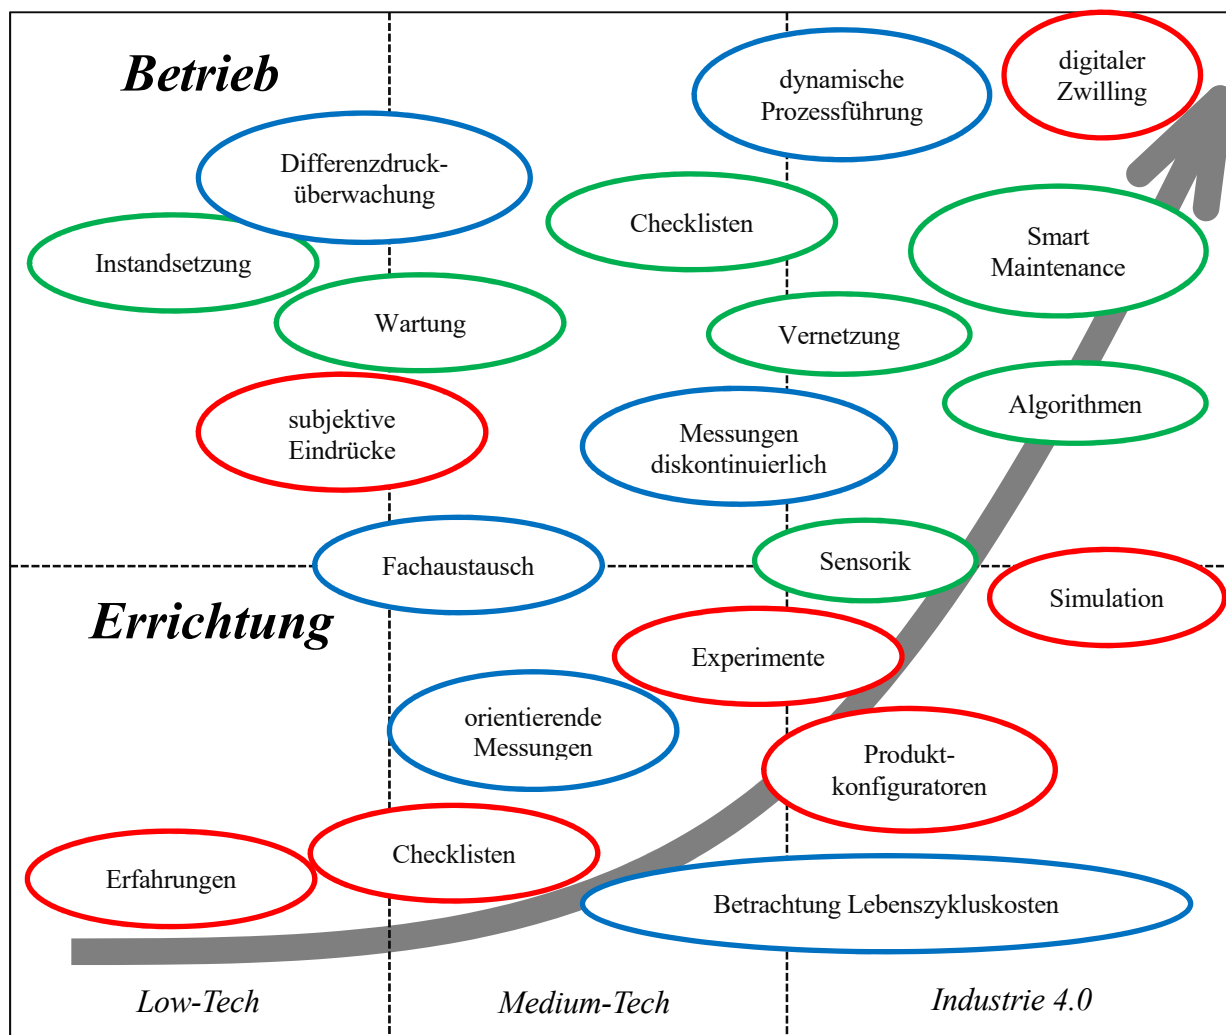 Betrieb
dynamische
Prozessführung
digitaler
Zwilling
Differenzdruck-
überwachung
Checklisten
Smart
Maintenance
Instandsetzung
Wartung
Vernetzung
subjektive
Eindrücke
Messungen
diskontinuierlich
Algorithmen
Fachaustausch
Sensorik
Errichtung
Simulation
Experimente
orientierende
Messungen
Produkt-
konfiguratoren
Erfahrungen
Checklisten
Betrachtung Lebenszykluskosten
Low-Tech
Medium-Tech
Industrie 4.0